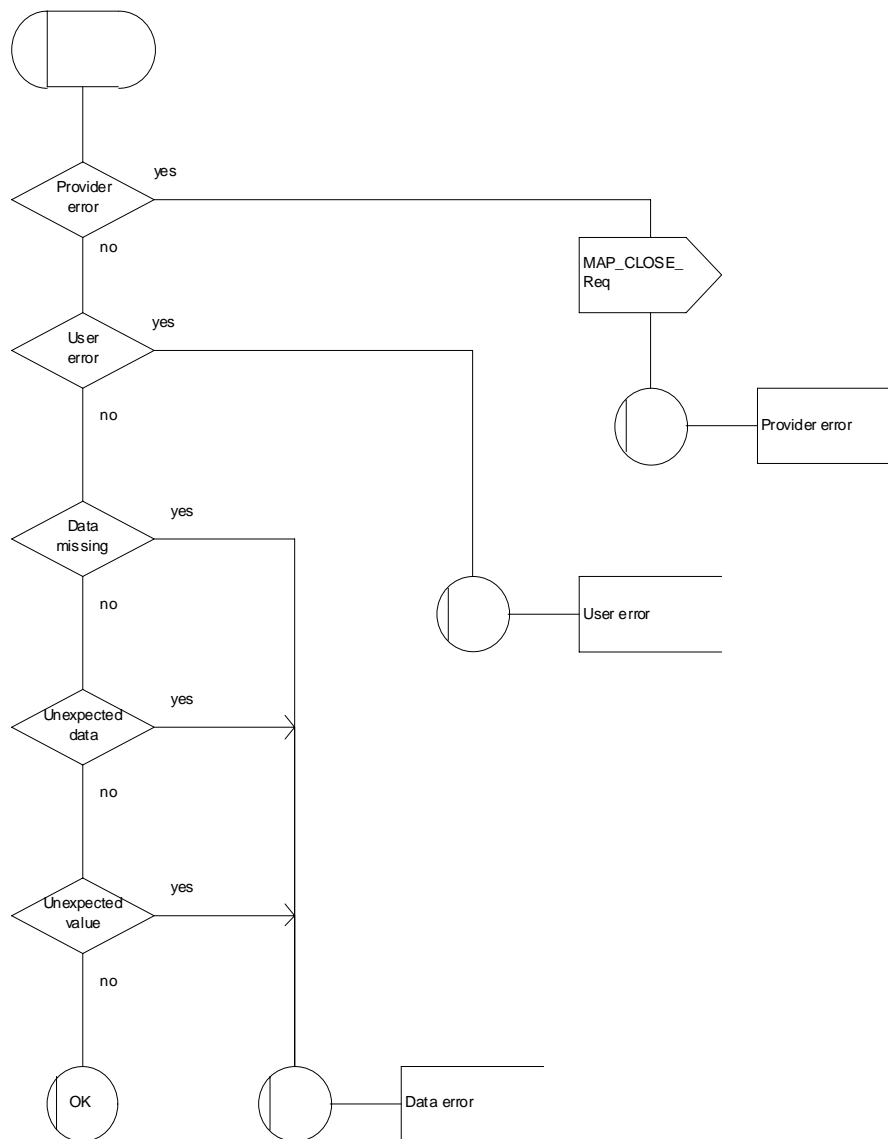 yes
Provider
error
no
MAP_CLOSE_
Req
yes
User
error
no
Provider error
yes
Data
missing
no
User error
yes
Unexpected
data
no
yes
Unexpected
value
no
OK
Data error